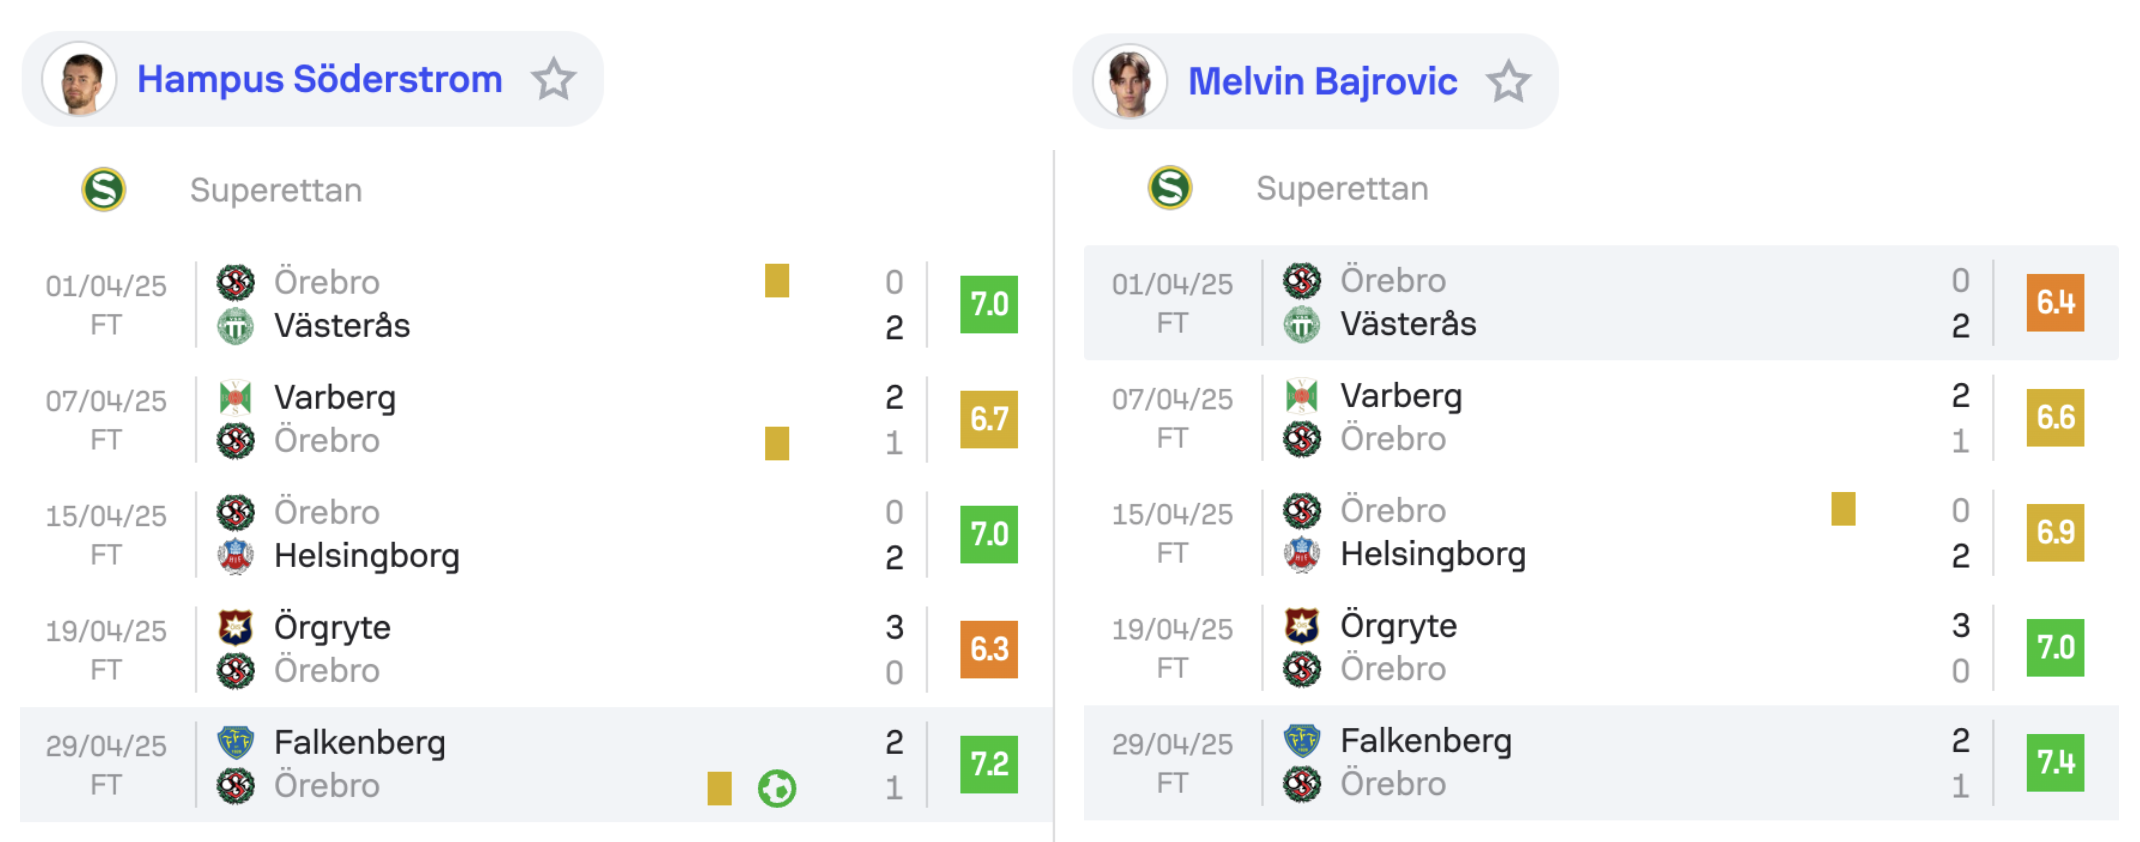 Hampus Söderstrom
Superettan
01/04/25
FT
Örebro 0
Västerås 2
7.0
07/04/25
FT
Varberg 2
Örebro 1
6.7
15/04/25
FT
Örebro 0
Helsingborg 2
7.0
19/04/25
FT
Örgryte 3
Örebro 0
6.3
29/04/25
FT
Falkenberg 2
Örebro 1
7.2
Melvin Bajrovic
Superettan
01/04/25
FT
Örebro 0
Västerås 2
6.4
07/04/25
FT
Varberg 2
Örebro 1
6.6
15/04/25
FT
Örebro 0
Helsingborg 2
6.9
19/04/25
FT
Örgryte 3
Örebro 0
7.0
29/04/25
FT
Falkenberg 2
Örebro 1
7.4